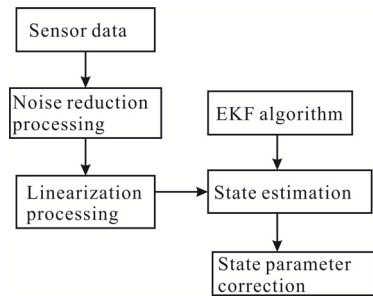 Sensor data
Noise reduction
processing
EKF algorithm
Linearization
processing
State estimation
State parameter
correction